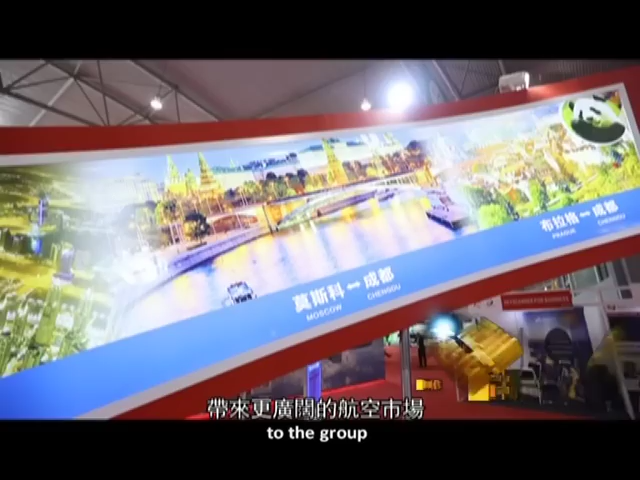 布拉格↔成都
PRAGUE CHENGDU
莫斯科↔成都
MOSCOW CHENGDU
帶來更廣闊的航空市場
to the group